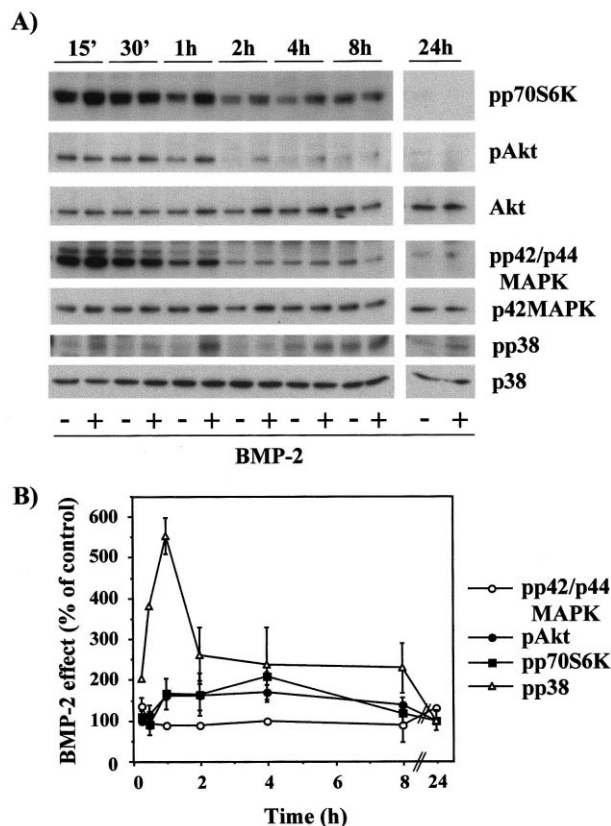 A)
15’ 30’ 1h 2h 4h 8h 24h
pp70S6K
pAkt
Akt
pp42/p44
MAPK
p42MAPK
pp38
p38
- + - + - + - + - + - + - +
BMP-2
B)
BMP-2 effect (% of control)
600
500
400
300
200
100
0
0 2 4 6 8 24
Time (h)
pp42/p44
MAPK
pAkt
pp70S6K
pp38